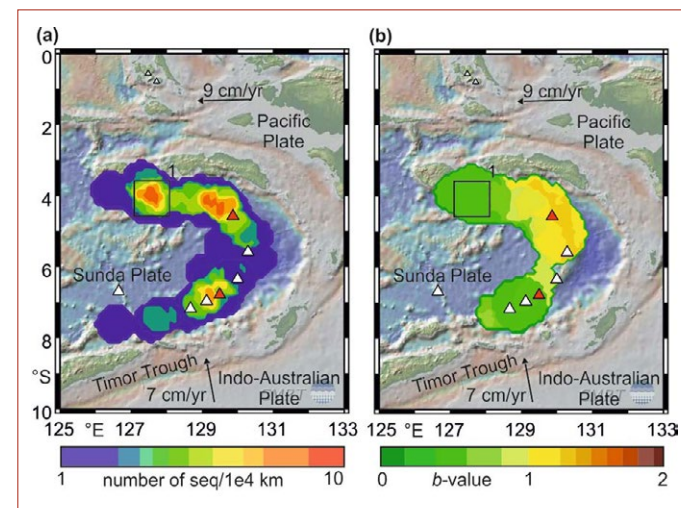 (a)
(b)
0
2
4
6
8
°S
10
9 cm/yr
Pacific
Plate
1
Sunda Plate
Timor Trough
7 cm/yr
Indo-Australian
Plate
125
°E
127
129
131
133
1
number of seq/1e4 km
10
9 cm/yr
Pacific
Plate
1
Sunda Plate
Timor Trough
7 cm/yr
Indo-Australian
Plate
125
°E
127
129
131
133
0
b-value
1
2